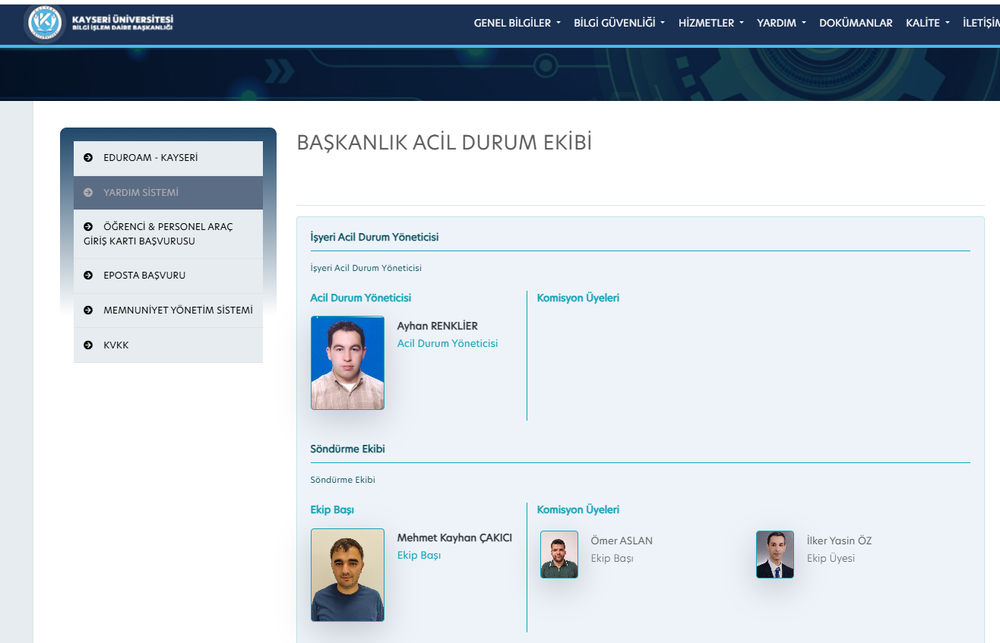 KAYSERİ ÜNİVERSİTESİ
BİLGİ İŞLEM DAİRE BAŞKANLIĞI
GENEL BİLGİLER
BİLGİ GÜVENLİĞİ
HİZMETLER
YARDIM
DOKÜMANLAR
KALİTE
İLETİŞİM
EDUROAM - KAYSERİ
YARDIM SİSTEMİ
ÖĞRENCİ & PERSONEL ARAÇ
GİRİŞ KARTI BAŞVURUSU
EPOSTA BAŞVURU
MEMNUNİYET YÖNETİM SİSTEMİ
KVKK
BAŞKANLIK ACİL DURUM EKİBİ
İşyeri Acil Durum Yöneticisi
İşyeri Acil Durum Yöneticisi
Acil Durum Yöneticisi
Ayhan RENKLİER
Acil Durum Yöneticisi
Komisyon Üyeleri
Söndürme Ekibi
Söndürme Ekibi
Ekip Başı
Mehmet Kayhan ÇAKICI
Ekip Başı
Komisyon Üyeleri
Ömer ASLAN
Ekip Başı
İlker Yasin ÖZ
Ekip Üyesi